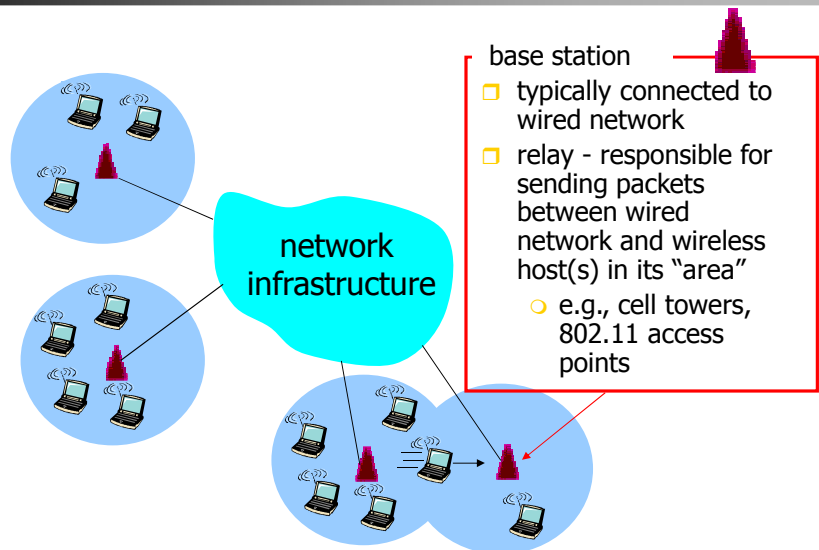 base station
typically connected to
wired network
relay - responsible for
sending packets
between wired
network and wireless
host(s) in its “area”
e.g., cell towers,
802.11 access
points
network
infrastructure